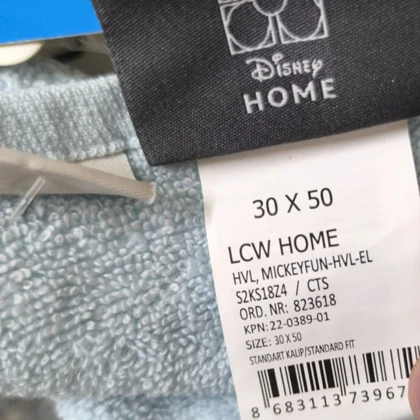 Disney
HOME
30 X 50
LCW HOME
HVL, MICKEYFUN-HVL-EL
S2KS18Z4 / CTS
ORD. NR: 823618
KPN: 22-0389-01
SIZE: 30 X 50
STANDART KALIP/STANDARD FIT
8 683113 73967